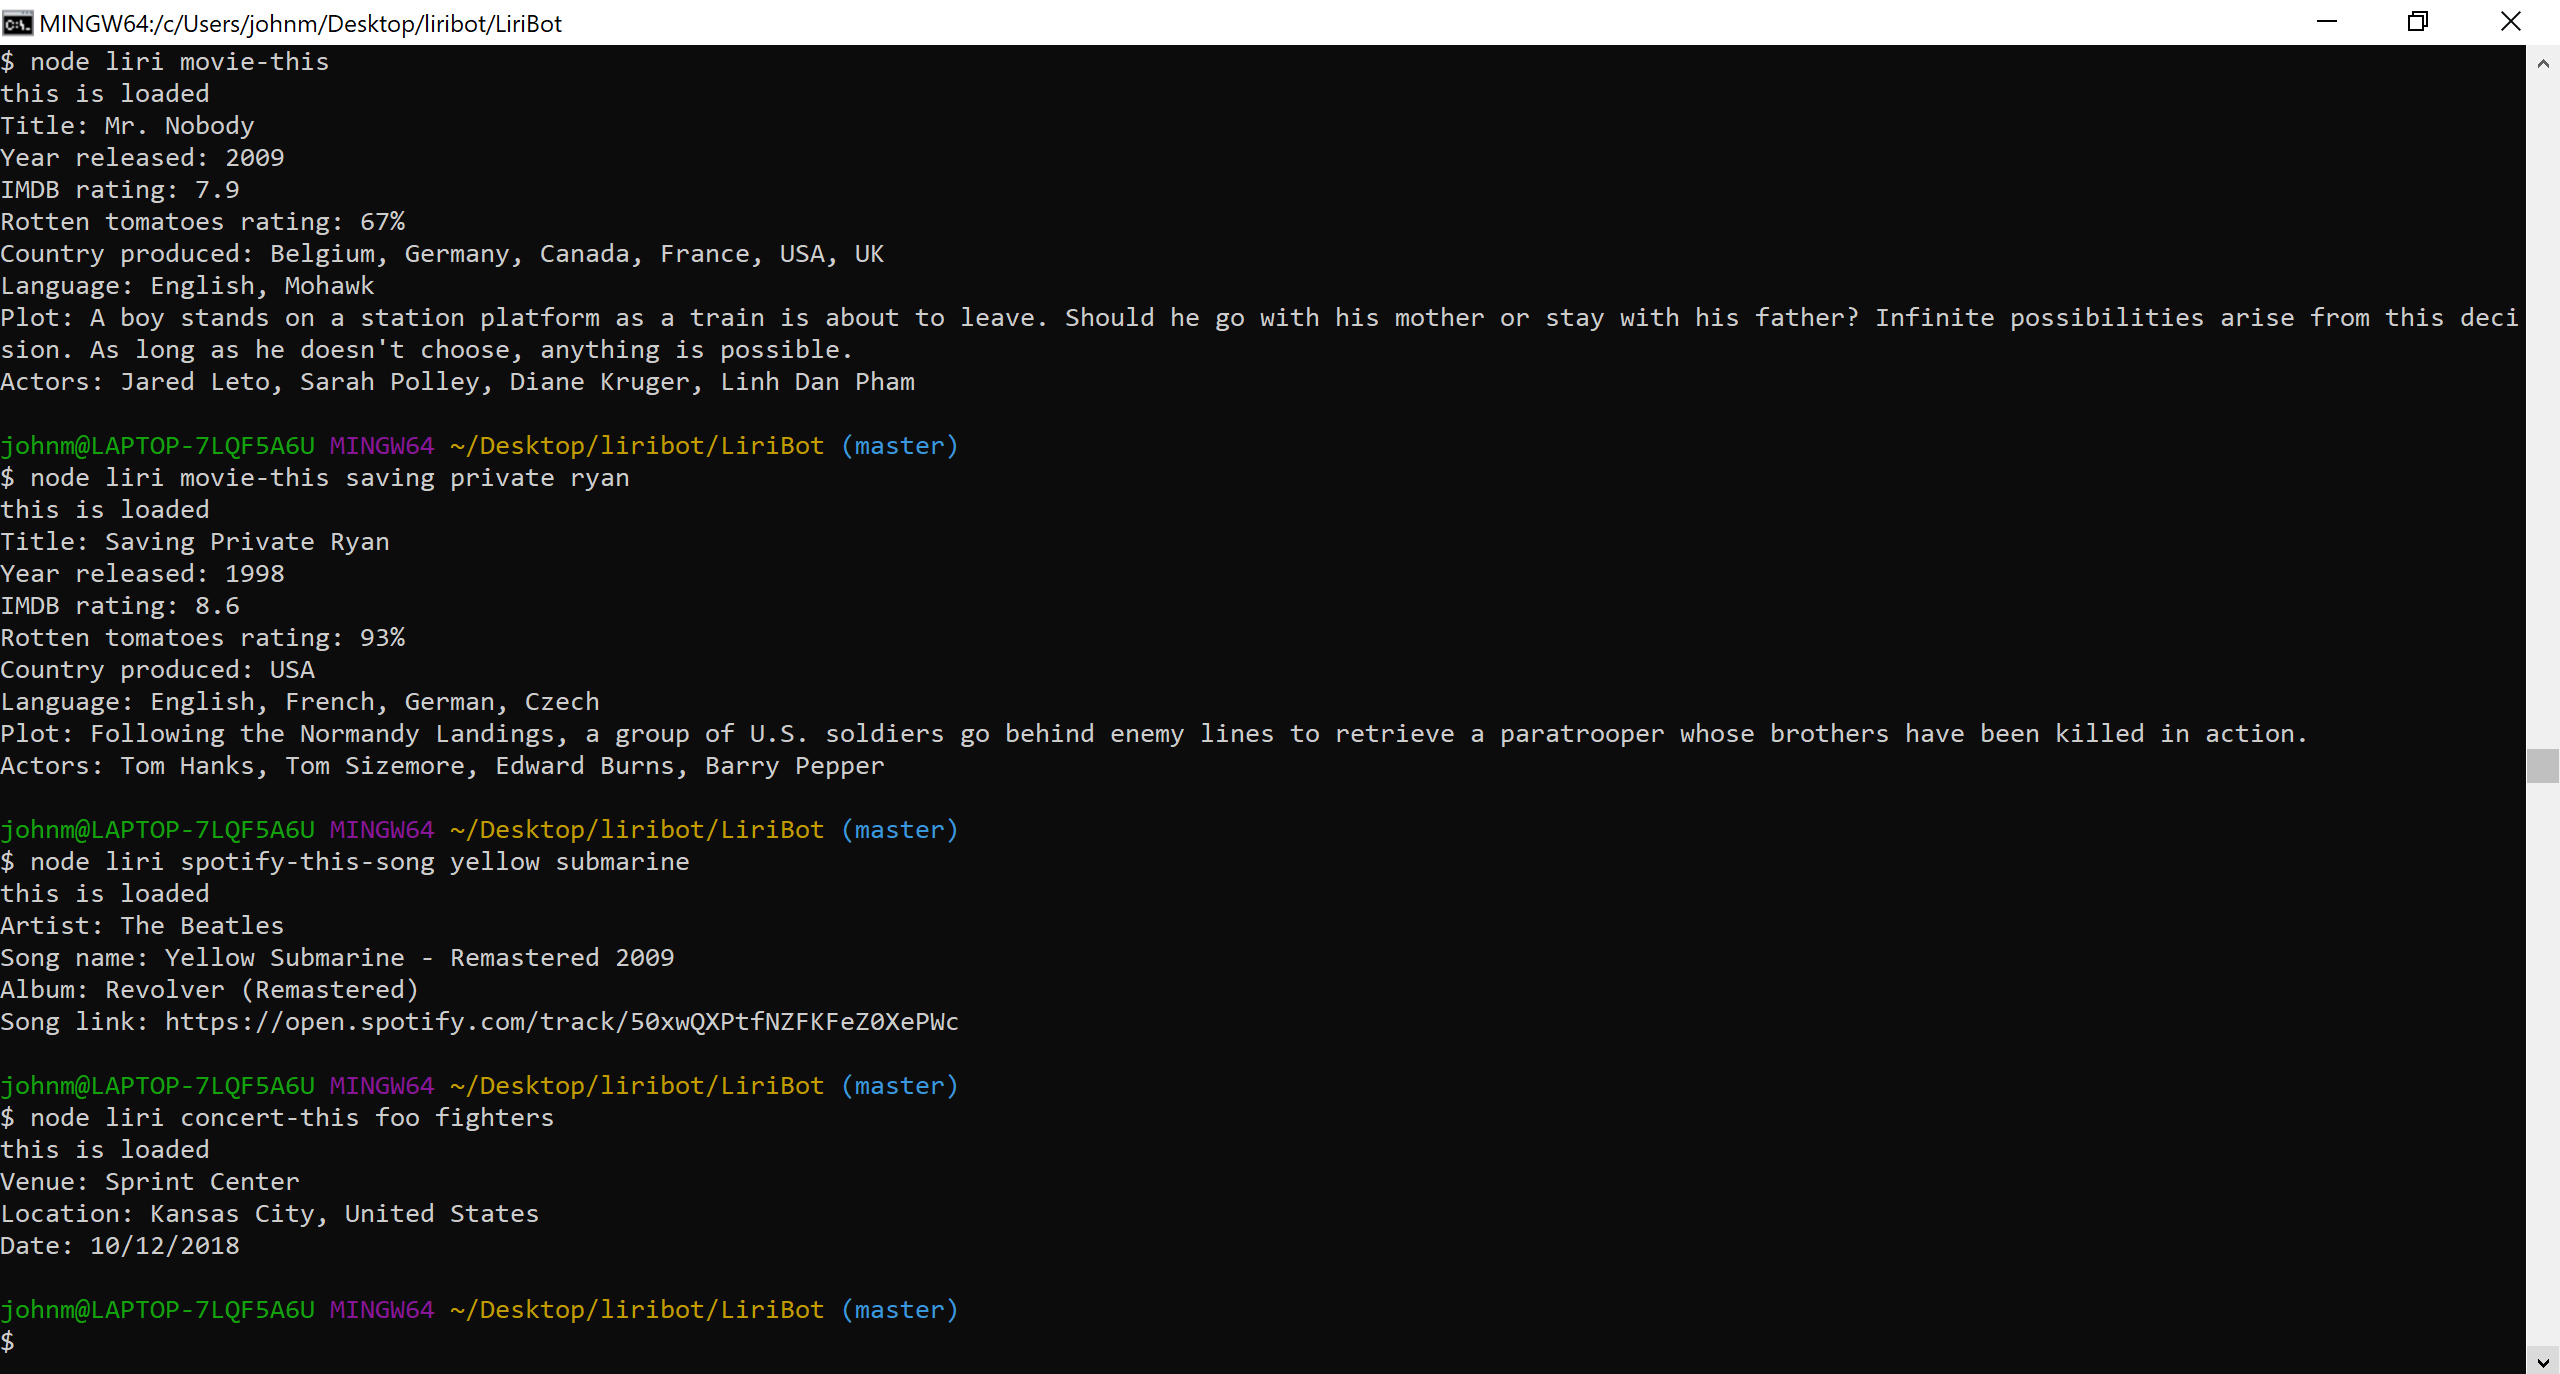 MINGW64:/c/Users/johnm/Desktop/liribot/LiriBot
$ node liri movie-this
this is loaded
Title: Mr. Nobody
Year released: 2009
IMDB rating: 7.9
Rotten tomatoes rating: 67%
Country produced: Belgium, Germany, Canada, France, USA, UK
Language: English, Mohawk
Plot: A boy stands on a station platform as a train is about to leave. Should he go with his mother or stay with his father? Infinite possibilities arise from this deci
sion. As long as he doesn't choose, anything is possible.
Actors: Jared Leto, Sarah Polley, Diane Kruger, Linh Dan Pham
johnm@LAPTOP-7LQF5A6U MINGW64 ~/Desktop/liribot/LiriBot (master)
$ node liri movie-this saving private ryan
this is loaded
Title: Saving Private Ryan
Year released: 1998
IMDB rating: 8.6
Rotten tomatoes rating: 93%
Country produced: USA
Language: English, French, German, Czech
Plot: Following the Normandy Landings, a group of U.S. soldiers go behind enemy lines to retrieve a paratrooper whose brothers have been killed in action.
Actors: Tom Hanks, Tom Sizemore, Edward Burns, Barry Pepper
johnm@LAPTOP-7LQF5A6U MINGW64 ~/Desktop/liribot/LiriBot (master)
$ node liri spotify-this-song yellow submarine
this is loaded
Artist: The Beatles
Song name: Yellow Submarine - Remastered 2009
Album: Revolver (Remastered)
Song link: https://open.spotify.com/track/50xwQXPtfNZFKFeZ0XePWc
johnm@LAPTOP-7LQF5A6U MINGW64 ~/Desktop/liribot/LiriBot (master)
$ node liri concert-this foo fighters
this is loaded
Venue: Sprint Center
Location: Kansas City, United States
Date: 10/12/2018
johnm@LAPTOP-7LQF5A6U MINGW64 ~/Desktop/liribot/LiriBot (master)
$